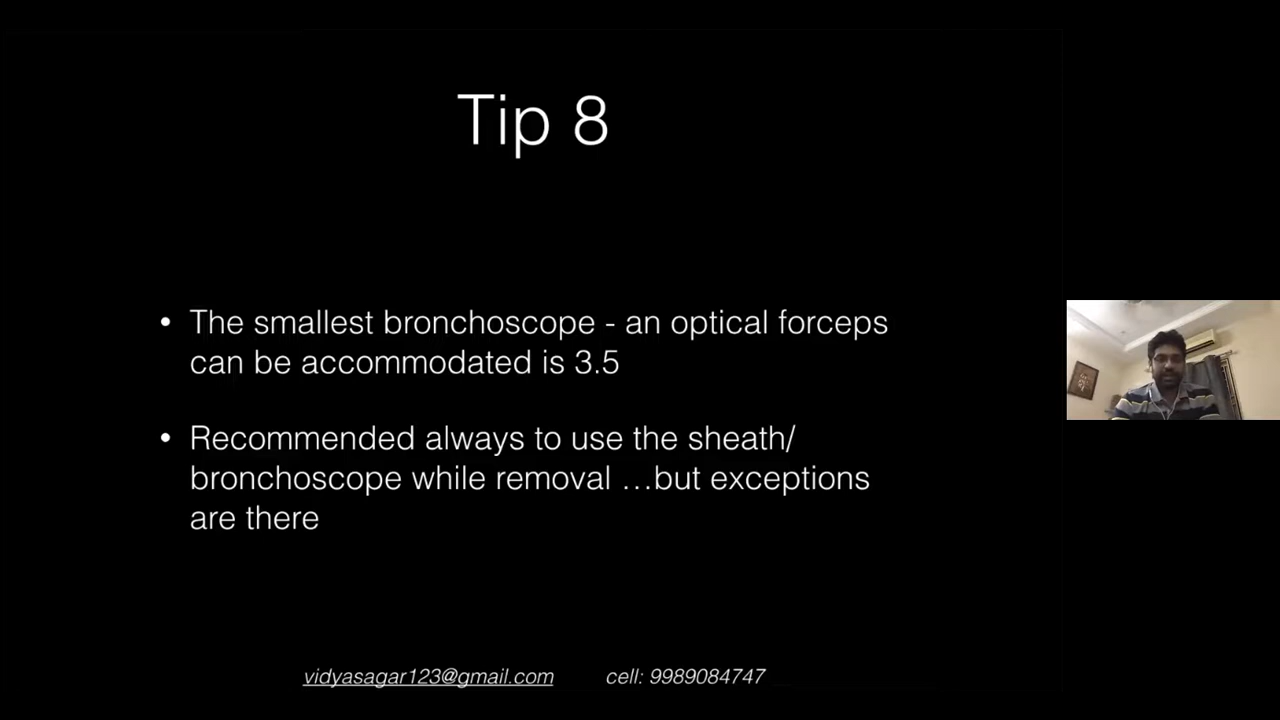 Tip 8
• The smallest bronchoscope - an optical forceps
can be accommodated is 3.5
• Recommended always to use the sheath/
bronchoscope while removal …but exceptions
are there
vidyasagar123@gmail.com cell: 9989084747